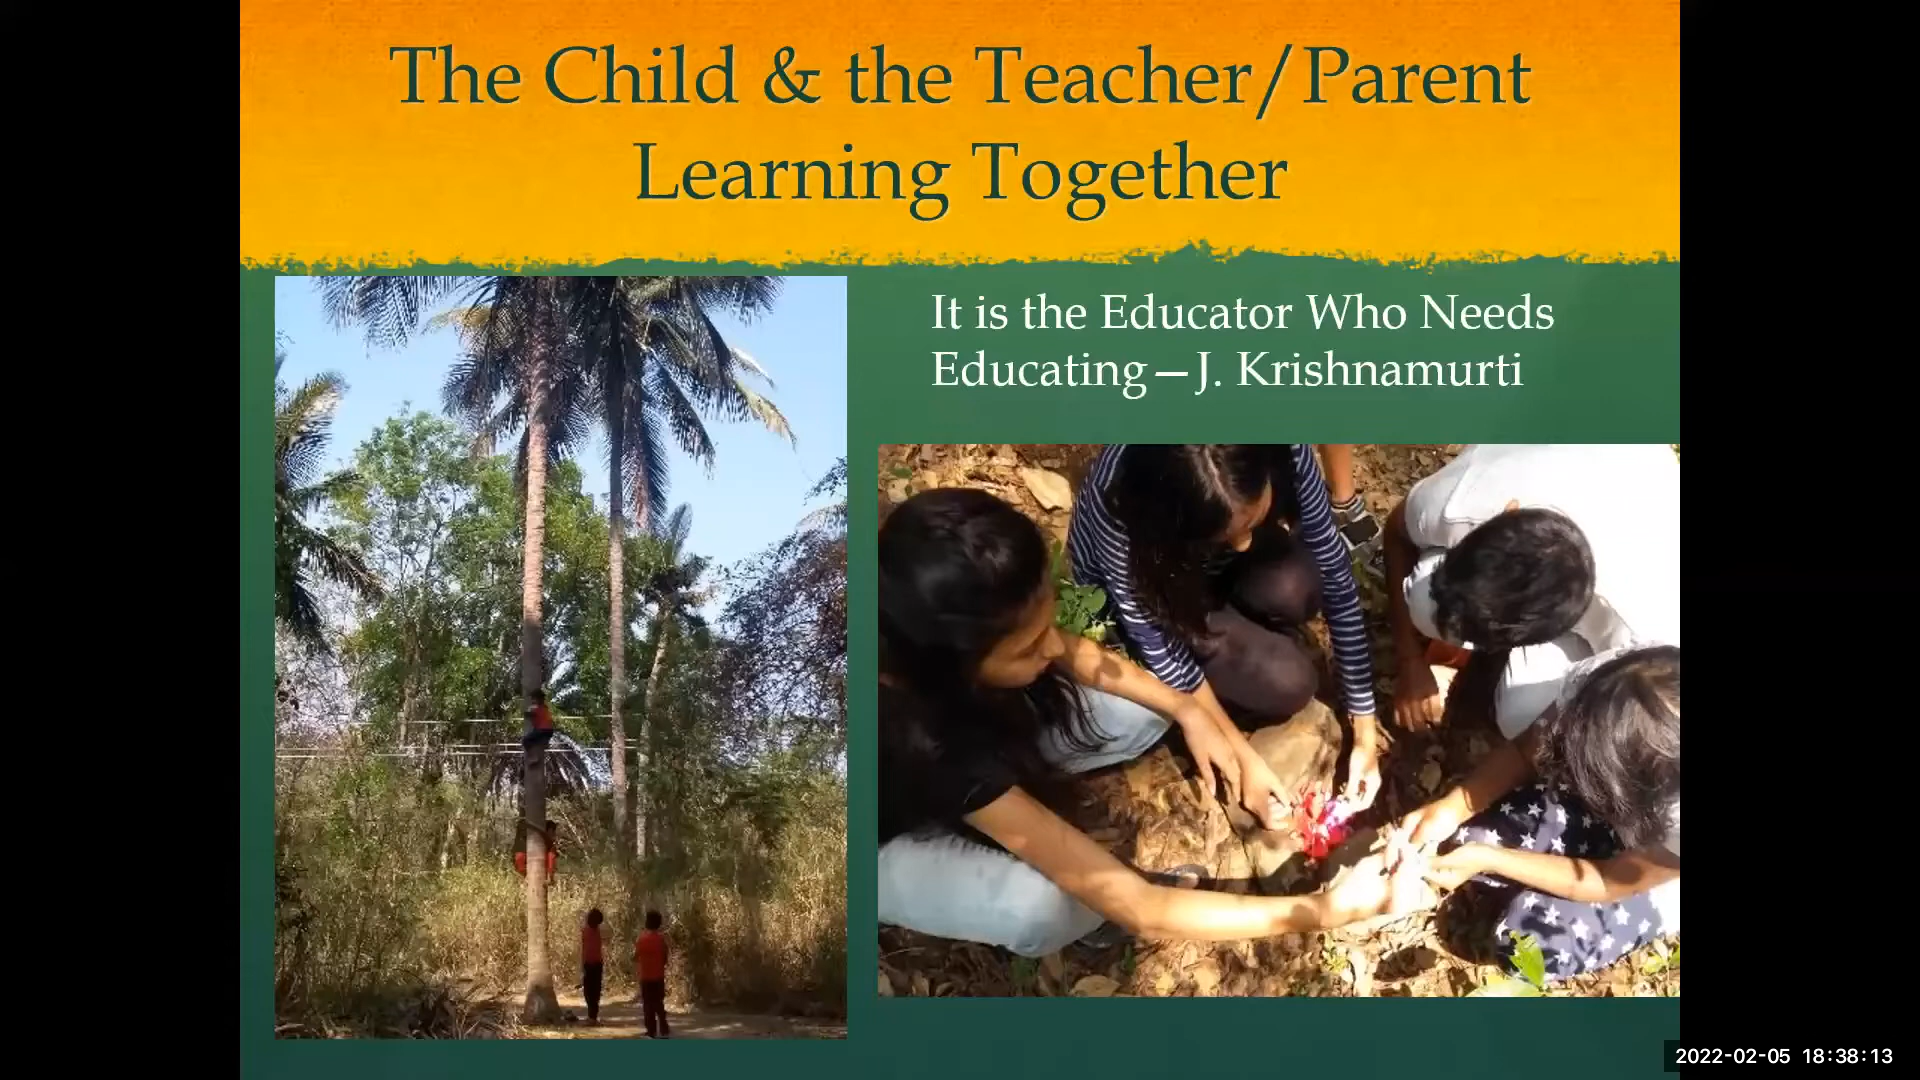 The Child & the Teacher/Parent
Learning Together
It is the Educator Who Needs
Educating—J. Krishnamurti
2022-02-05 18:38:13